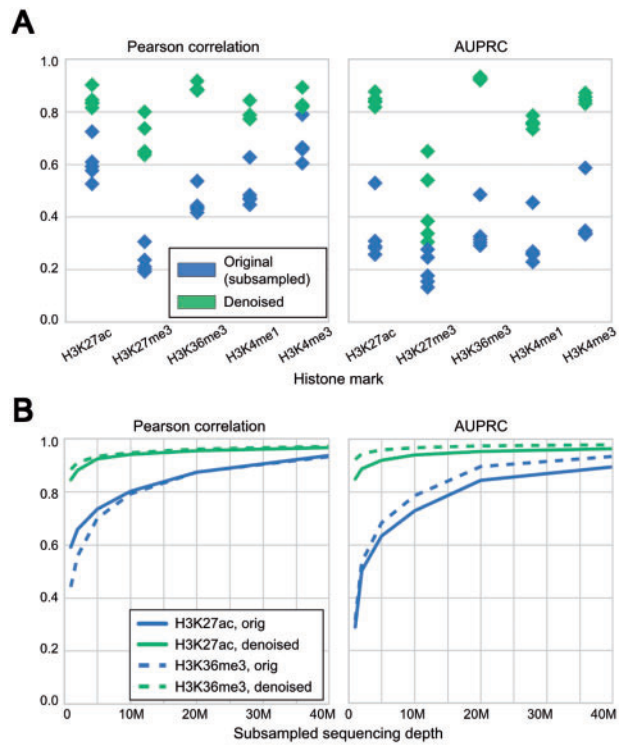 A
Pearson correlation
AUPRC
1.0
0.8
0.6
0.4
0.2
0.0
Original
(subsampled)
Denoised
H3K27ac
H3K27me3
H3K36me3
H3K4me1
H3K4me3
H3K27ac
H3K27me3
H3K36me3
H3K4me1
H3K4me3
Histone mark
B
Pearson correlation
AUPRC
1.0
0.8
0.6
0.4
0.2
0.0
H3K27ac, orig
H3K27ac, denoised
H3K36me3, orig
H3K36me3, denoised
0 10M 20M 30M 40M
0 10M 20M 30M 40M
Subsampled sequencing depth